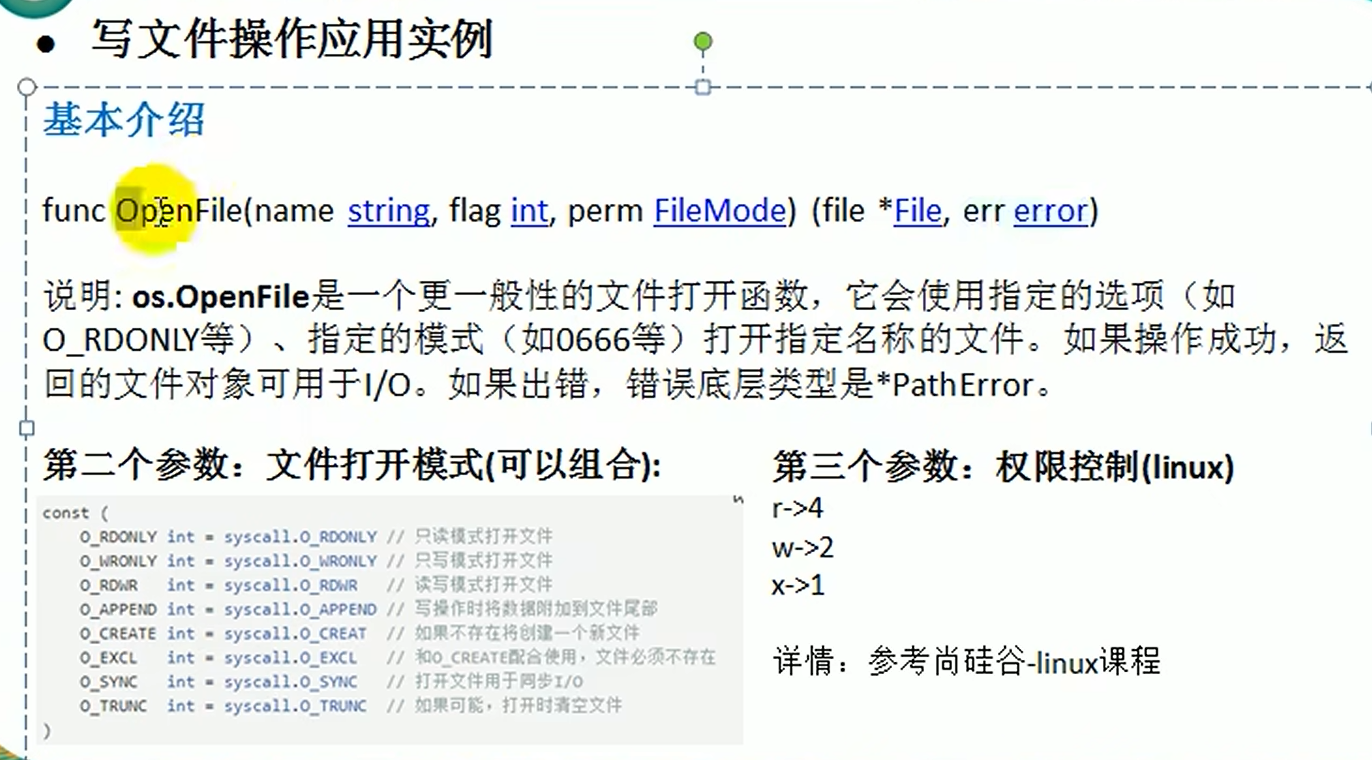 ● 写文件操作应用实例
基本介绍
func OpenFile(name string, flag int, perm FileMode) (file *File, err error)
说明: os.OpenFile是一个更一般性的文件打开函数，它会使用指定的选项（如
O_RDONLY等）、指定的模式（如0666等）打开指定名称的文件。如果操作成功，返
回的文件对象可用于I/O。如果出错，错误底层类型是*PathError。
第二个参数：文件打开模式(可以组合):
const (
    O_RDONLY int = syscall.O_RDONLY // 只读模式打开文件
    O_WRONLY int = syscall.O_WRONLY // 只写模式打开文件
    O_RDWR   int = syscall.O_RDWR   // 读写模式打开文件
    O_APPEND int = syscall.O_APPEND // 写操作时将数据附加到文件尾部
    O_CREATE int = syscall.O_CREAT  // 如果不存在将创建一个新文件
    O_EXCL   int = syscall.O_EXCL   // 和O_CREATE配合使用，文件必须不存在
    O_SYNC   int = syscall.O_SYNC   // 打开文件用于同步I/O
    O_TRUNC  int = syscall.O_TRUNC  // 如果可能，打开时清空文件
)
第三个参数：权限控制(linux)
r->4
w->2
x->1
详情：参考尚硅谷-linux课程